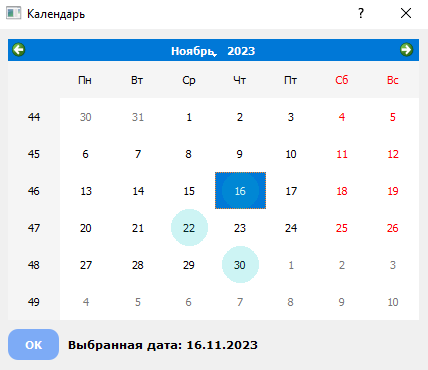 Календарь
Ноябрь 2023
Пн Вт Ср Чт Пт Сб Вс
44 30 31 1 2 3 4 5
45 6 7 8 9 10 11 12
46 13 14 15 16 17 18 19
47 20 21 22 23 24 25 26
48 27 28 29 30 1 2 3
49 4 5 6 7 8 9 10
OK Выбранная дата: 16.11.2023